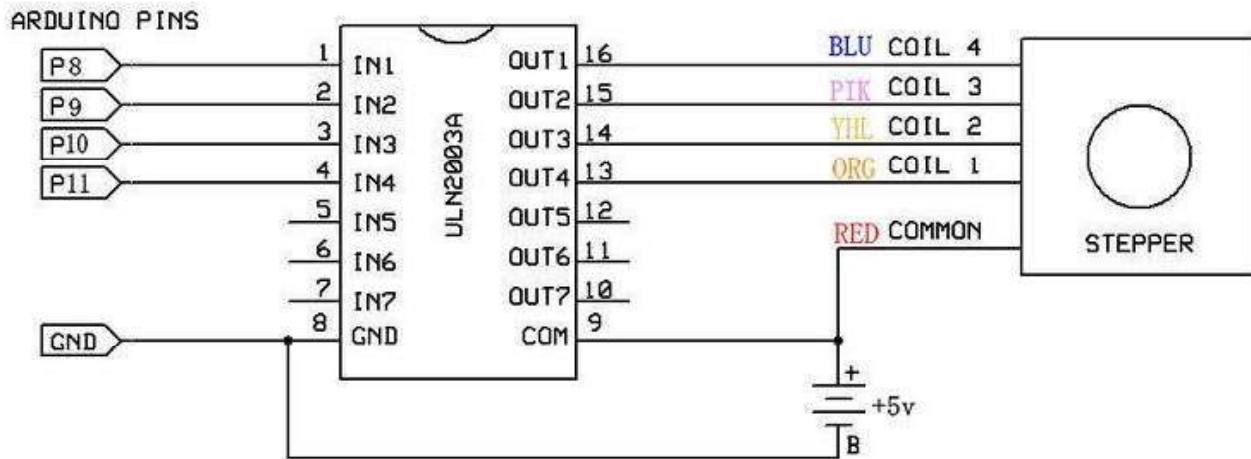 ARDUINO PINS
P8 1 IN1 OUT1 16 BLU COIL 4
P9 2 IN2 OUT2 15 PIK COIL 3
P10 3 IN3 OUT3 14 YHL COIL 2
P11 4 IN4 OUT4 13 ORG COIL 1
5 IN5 OUT5 12
6 IN6 OUT6 11
7 IN7 OUT7 10
GND 8 GND COM 9
ULN2003A
RED COMMON
STEPPER
+
+5v
B